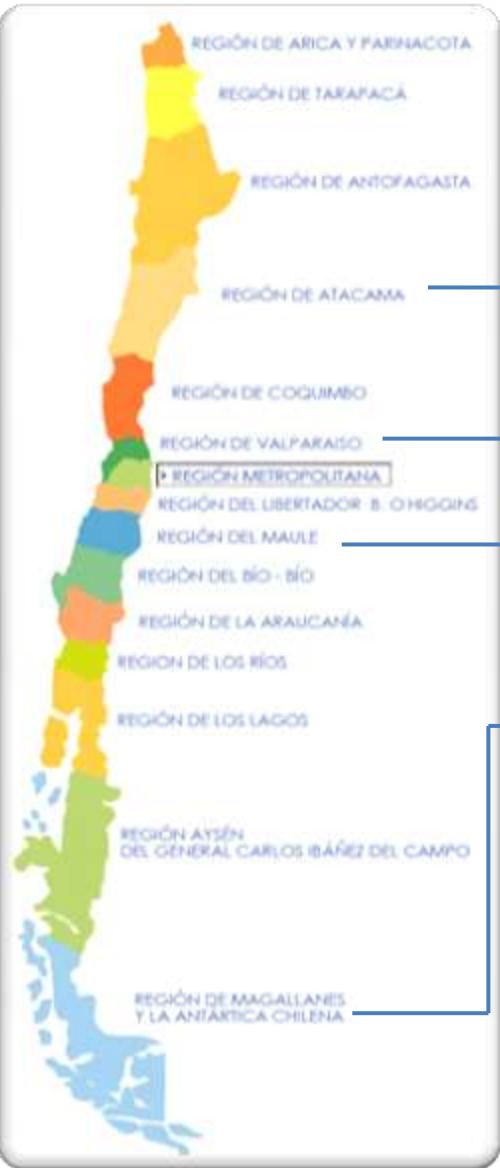 REGIÓN DE ARICA Y PARINACOTA
REGIÓN DE TARAPACÁ
REGIÓN DE ANTOFAGASTA
REGIÓN DE ATACAMA
REGIÓN DE COQUIMBO
REGIÓN DE VALPARAISO
REGIÓN METROPOLITANA
REGIÓN DEL LIBERTADOR B. O'HIGGINS
REGIÓN DEL MAULE
REGIÓN DEL BÍO - BÍO
REGIÓN DE LA ARAUCANÍA
REGION DE LOS RÍOS
REGIÓN DE LOS LAGOS
REGIÓN AYSÉN
DEL GENERAL CARLOS IBÁÑEZ DEL CAMPO
REGIÓN DE MAGALLANES
Y LA ANTÁRTICA CHILENA